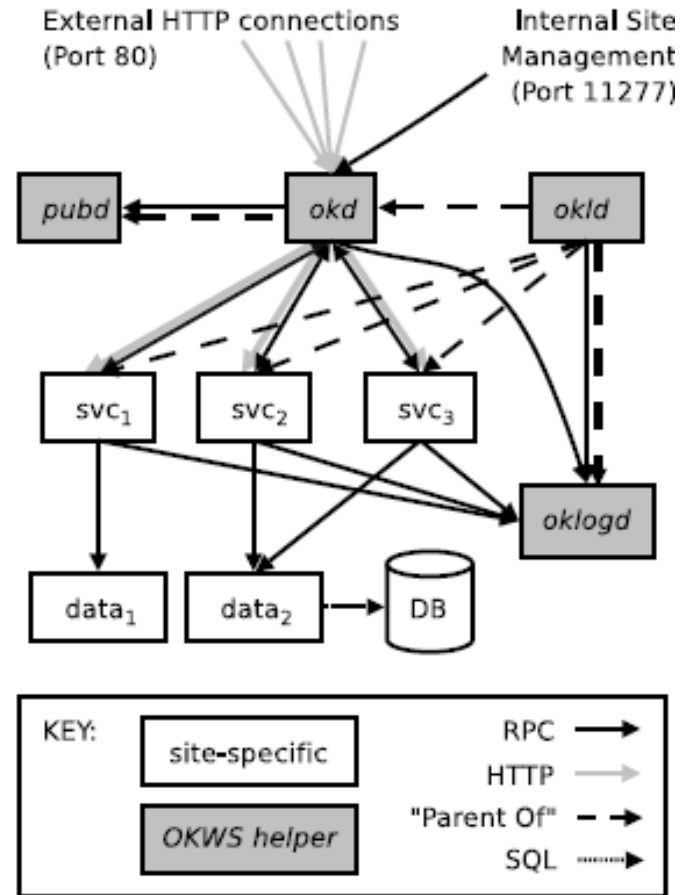 External HTTP connections
(Port 80)
Internal Site
Management
(Port 11277)
pubd
okd
okld
svc₁
svc₂
svc₃
oklogd
data₁
data₂
DB
KEY:
site-specific
OKWS helper
RPC
HTTP
"Parent Of"
SQL